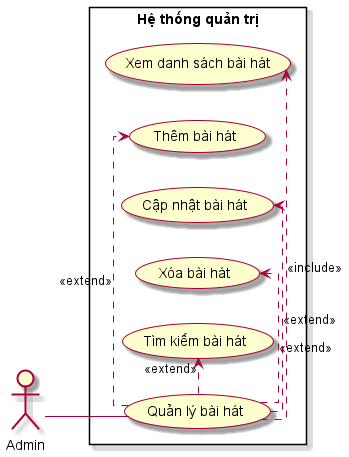 Hệ thống quản trị
Xem danh sách bài hát
Thêm bài hát
Cập nhật bài hát
Xóa bài hát
«include»
«extend»
«extend»
Tìm kiếm bài hát
«extend»
«extend»
Quản lý bài hát
Admin